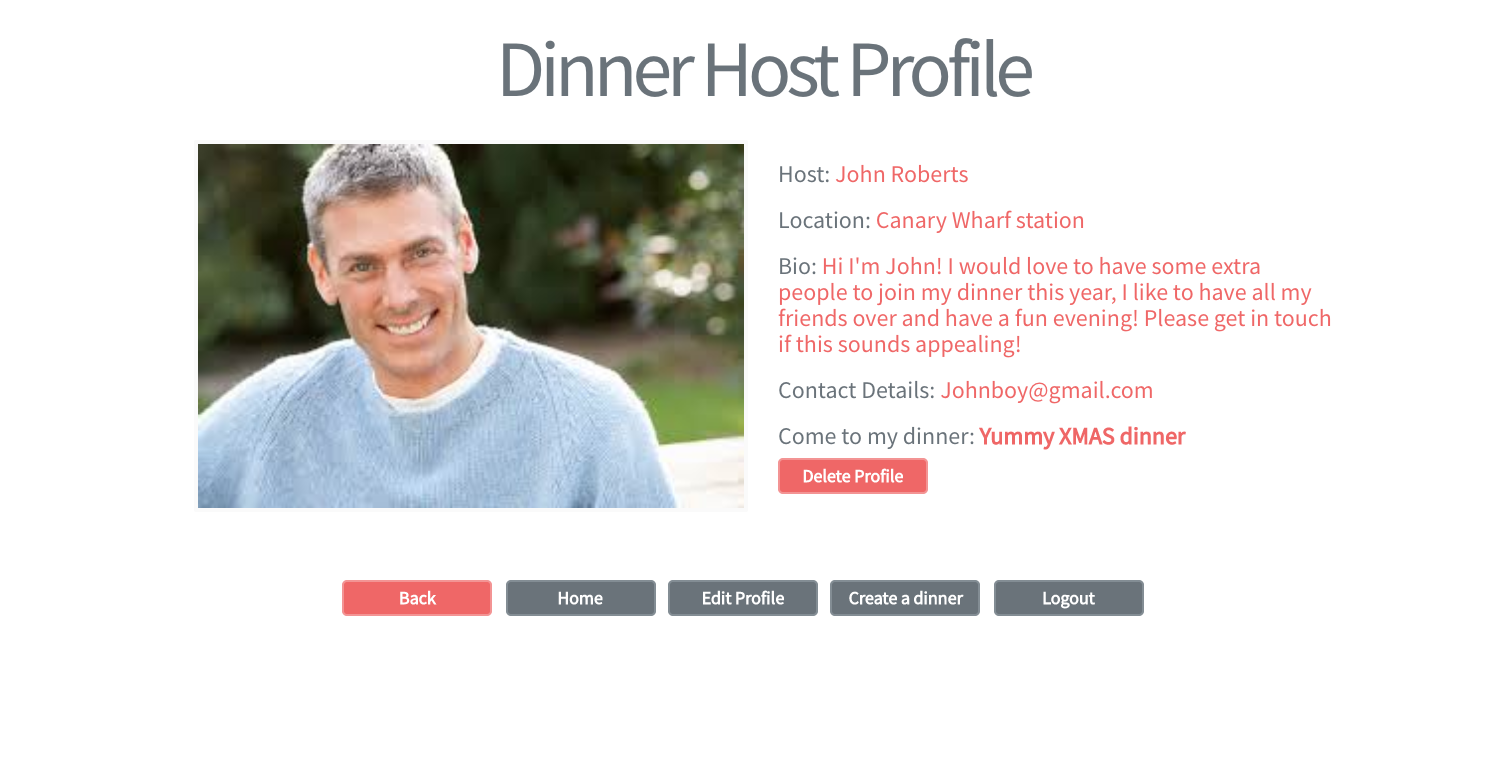 Dinner Host Profile
Host: John Roberts
Location: Canary Wharf station
Bio: Hi I'm John! I would love to have some extra
people to join my dinner this year, I like to have all my
friends over and have a fun evening! Please get in touch
if this sounds appealing!
Contact Details: Johnboy@gmail.com
Come to my dinner: Yummy XMAS dinner
Delete Profile
Back
Home
Edit Profile
Create a dinner
Logout